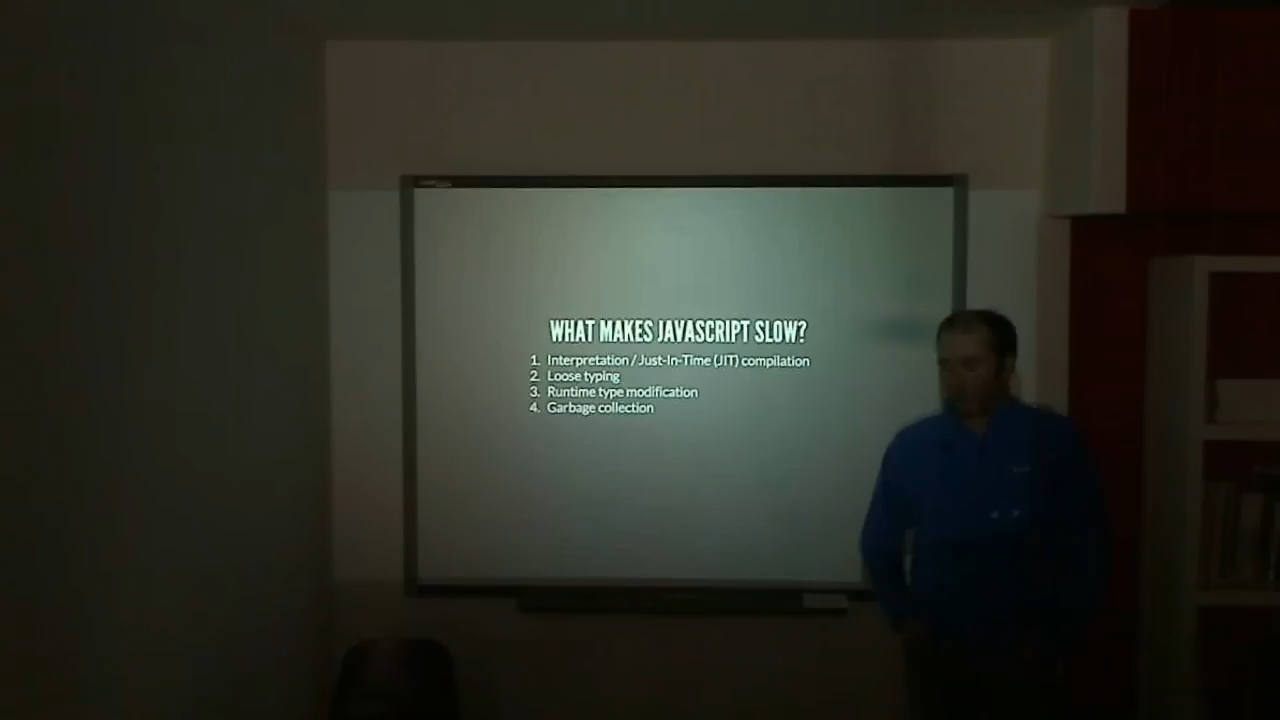 WHAT MAKES JAVASCRIPT SLOW?
1. Interpretation / Just-In-Time (JIT) compilation
2. Loose typing
3. Runtime type modification
4. Garbage collection